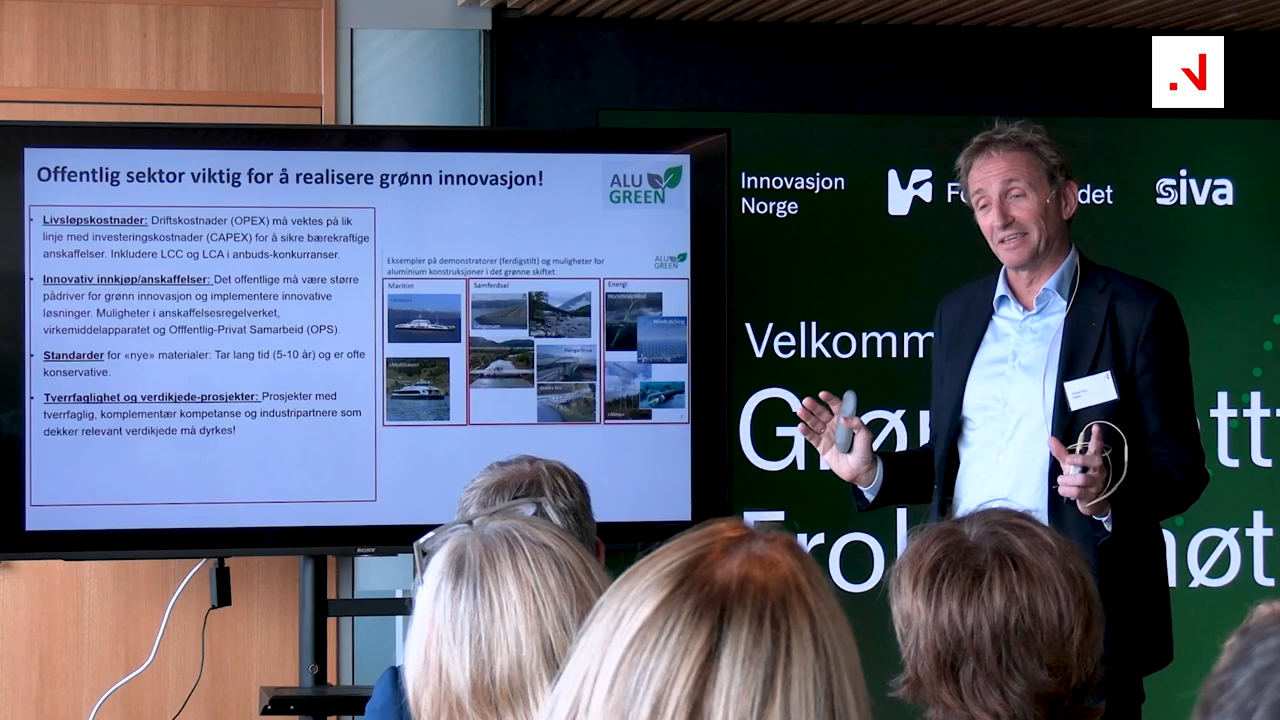 Offentlig sektor viktig for å realisere grønn innovasjon!
ALU
GREEN
Livsløpskostnader: Driftskostnader (OPEX) må vektes på lik
linje med investeringskostnader (CAPEX) for å sikre bærekraftige
anskaffelser. Inkludere LCC og LCA i anbuds-konkurranser.
Innovativ innkjøp/anskaffelser: Det offentlige må være større
pådriver for grønn innovasjon og implementere innovative
løsninger. Muligheter i anskaffelsesregelverket,
virkemiddelapparatet og Offfentlig-Privat Samarbeid (OPS).
Standarder for «nye» materialer: Tar lang tid (5-10 år) og er ofte
konservative.
Tverrfaglighet og verdikjede-prosjekter: Prosjekter med
tverrfaglig, komplementær kompetanse og industripartnere som
dekker relevant verdikjede må dyrkes!
Eksempler på demonstratorer (ferdigstilt) og muligheter for
aluminium konstruksjoner i det grønne skiftet
ALU
GREEN
Maritim
Samferdsel
Energi
SONY
Innovasjon
Norge
siva
Velkomm
Grøn
tt
Frok
møt